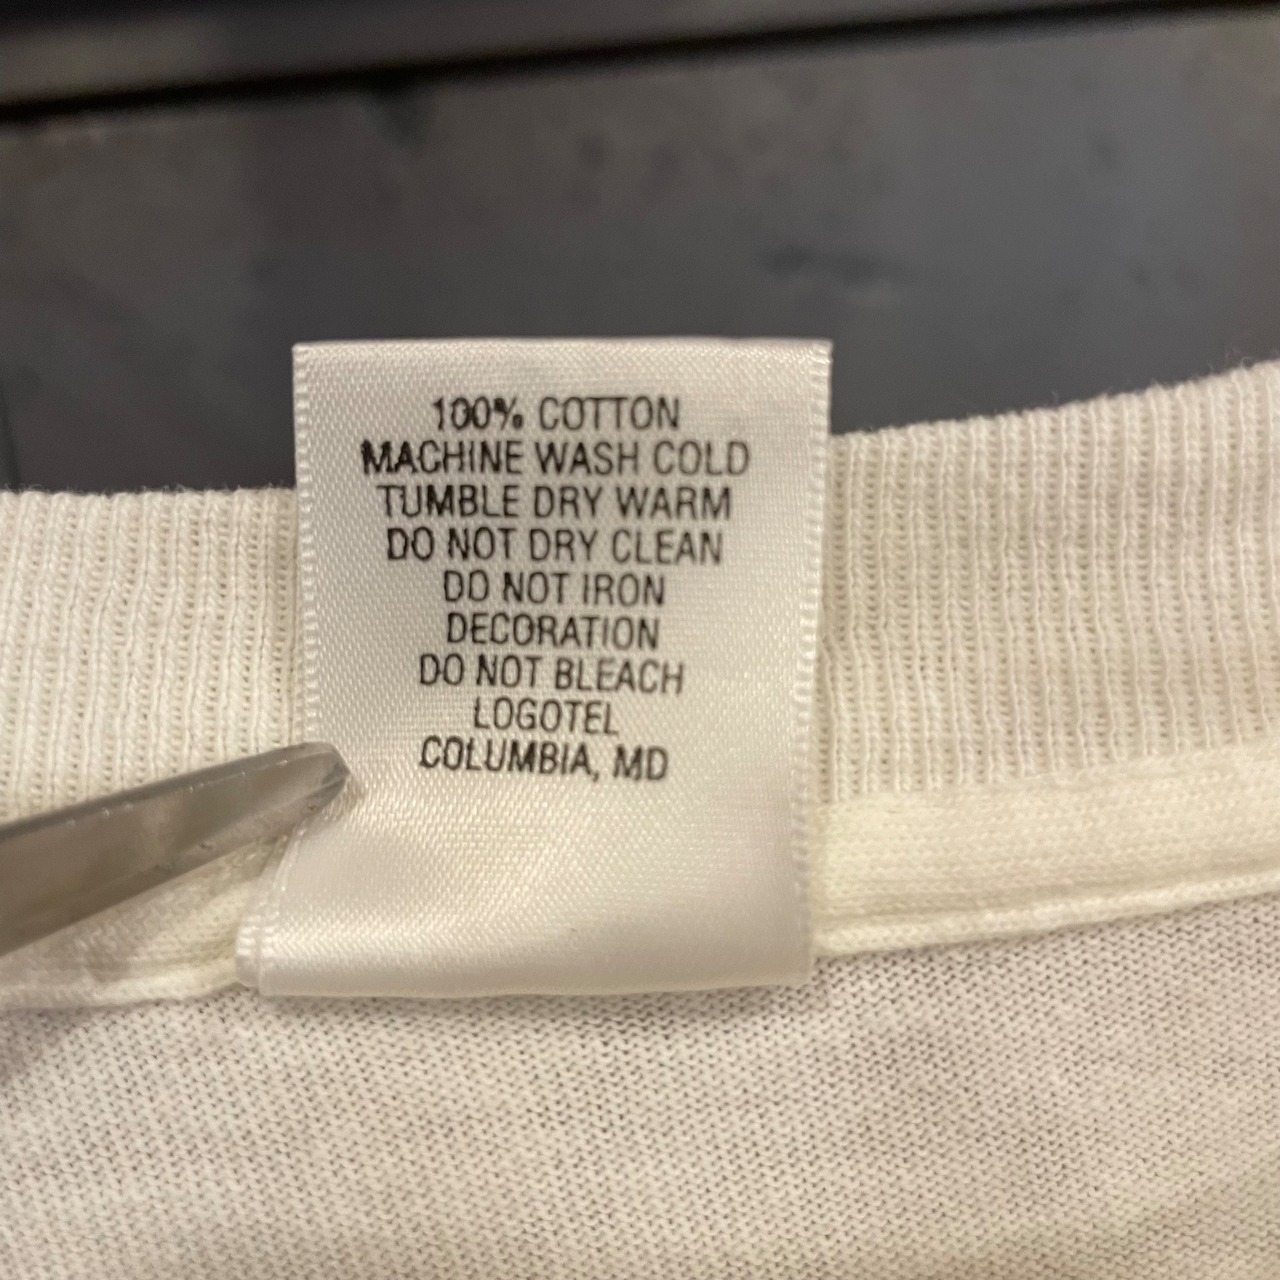 100% COTTON
MACHINE WASH COLD
TUMBLE DRY WARM
DO NOT DRY CLEAN
DO NOT IRON
DECORATION
DO NOT BLEACH
LOGOTEL
COLUMBIA, MD